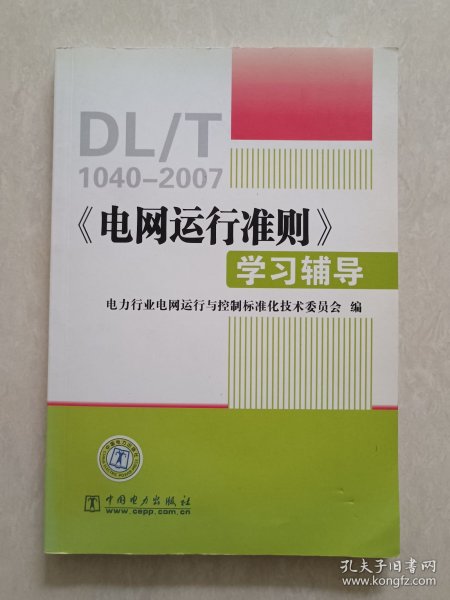 DL/T
1040-2007
《电网运行准则》
学习辅导
电力行业电网运行与控制标准化技术委员会 编
中国电力出版社
www.cepp.com.cn
孔夫子旧书网
www.kongfz.com